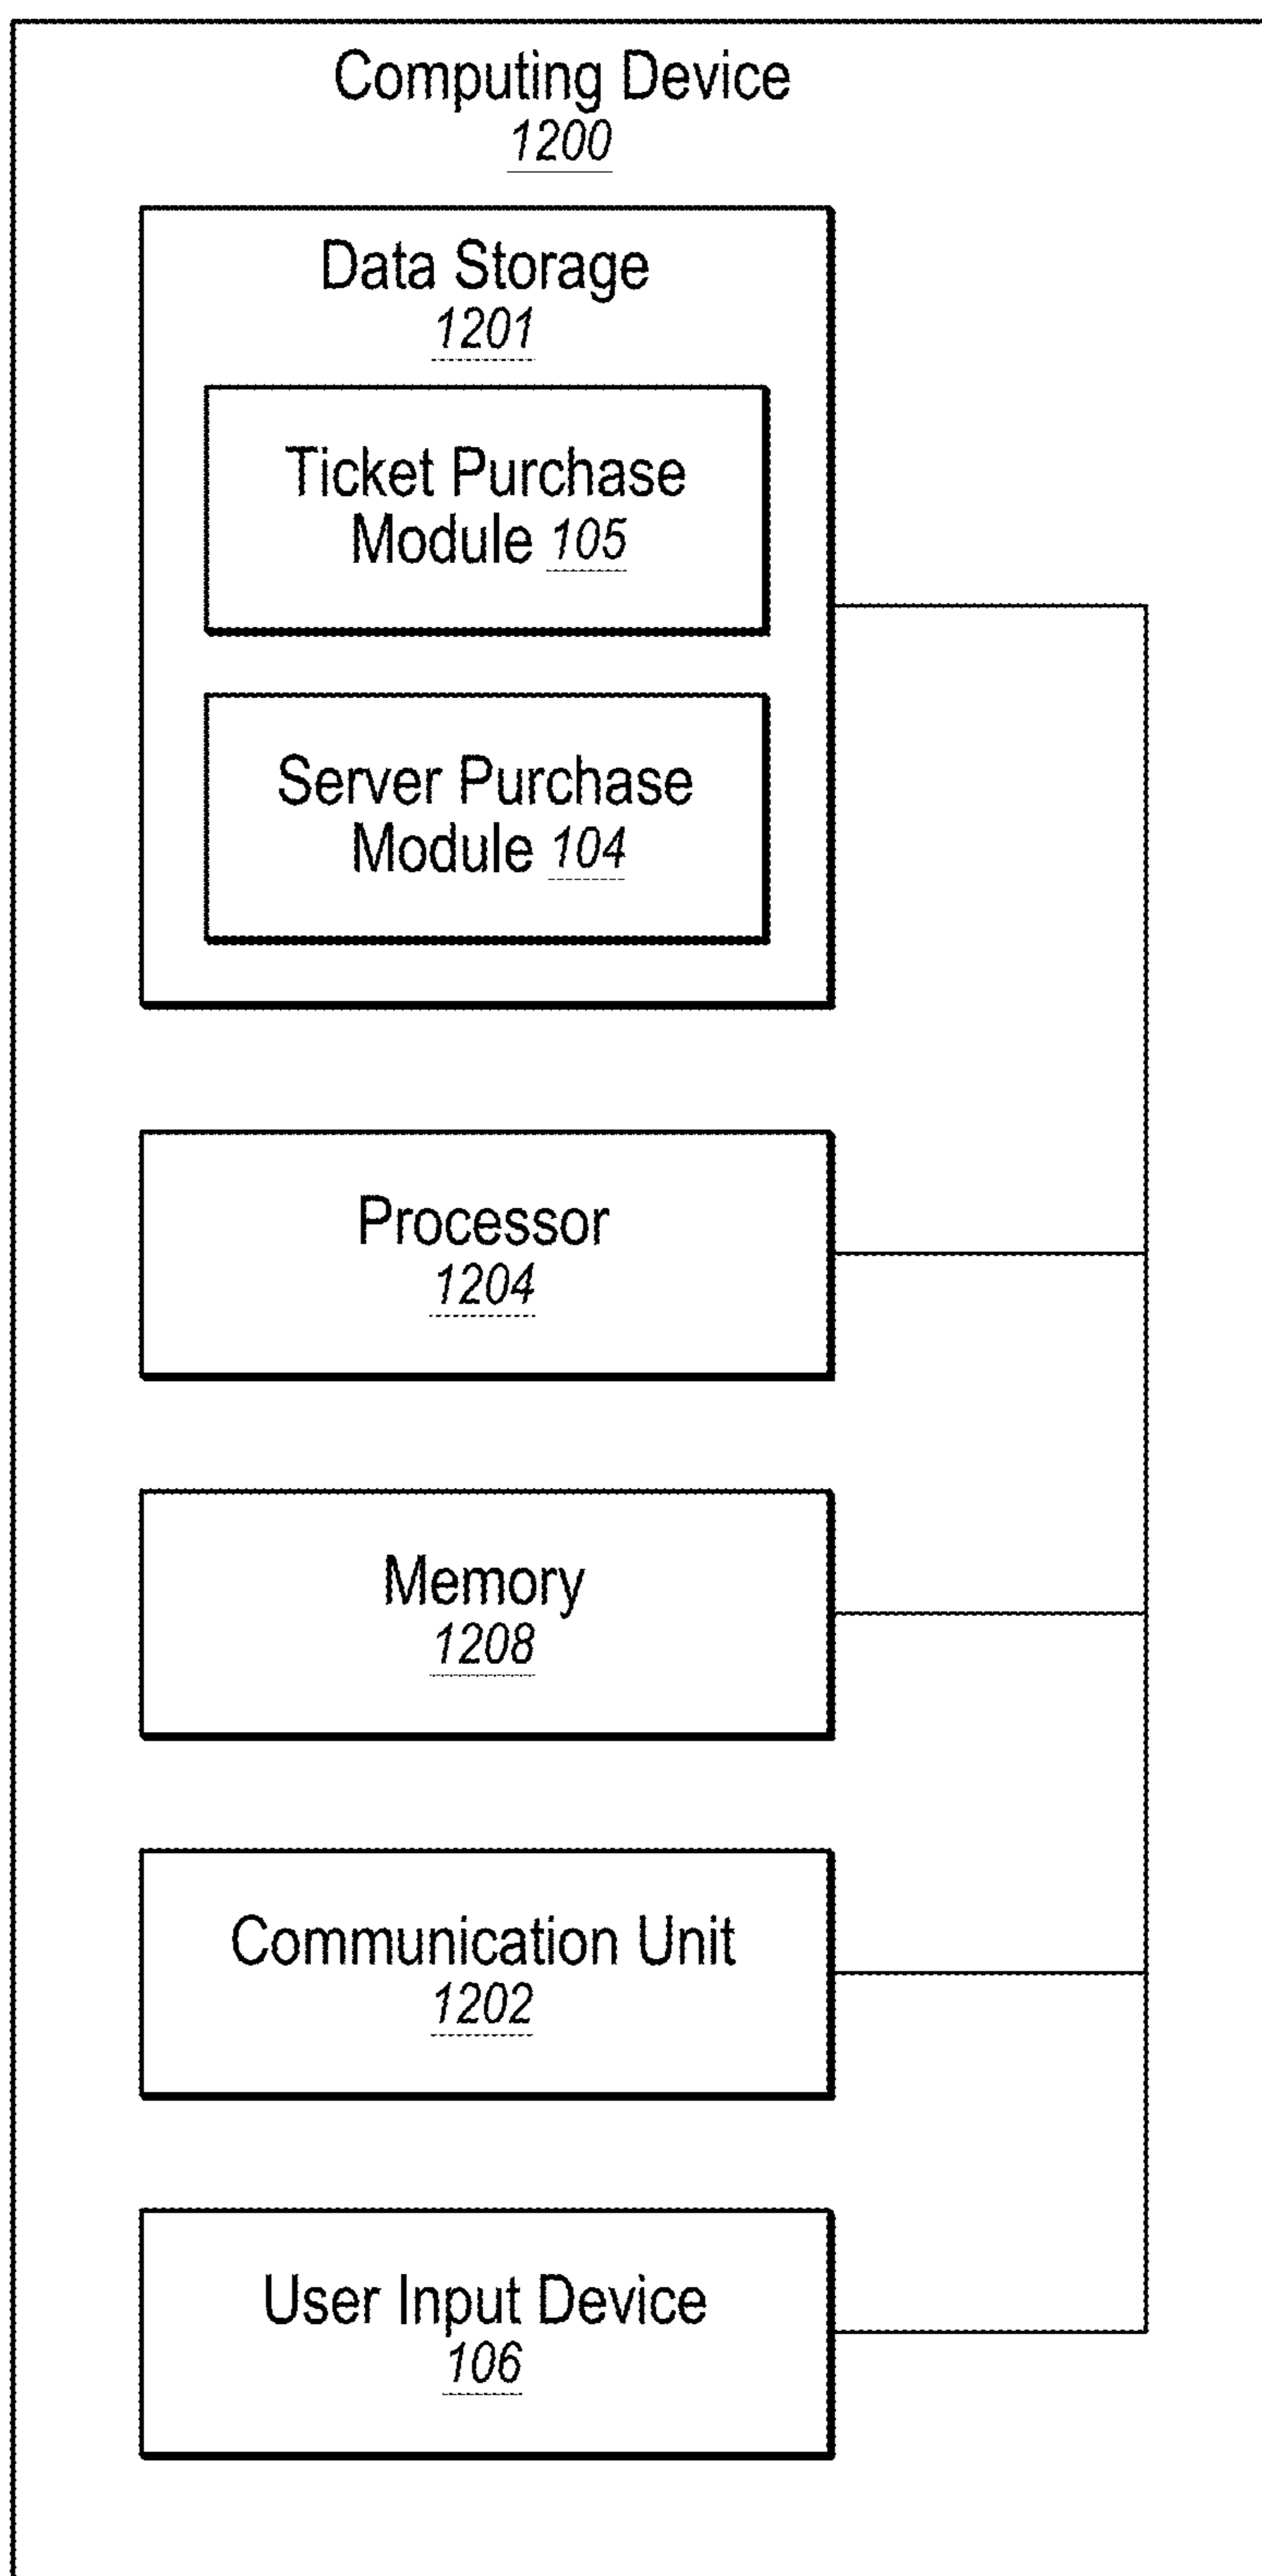 Computing Device
1200
Data Storage
1201
Ticket Purchase
Module 105
Server Purchase
Module 104
Processor
1204
Memory
1208
Communication Unit
1202
User Input Device
106